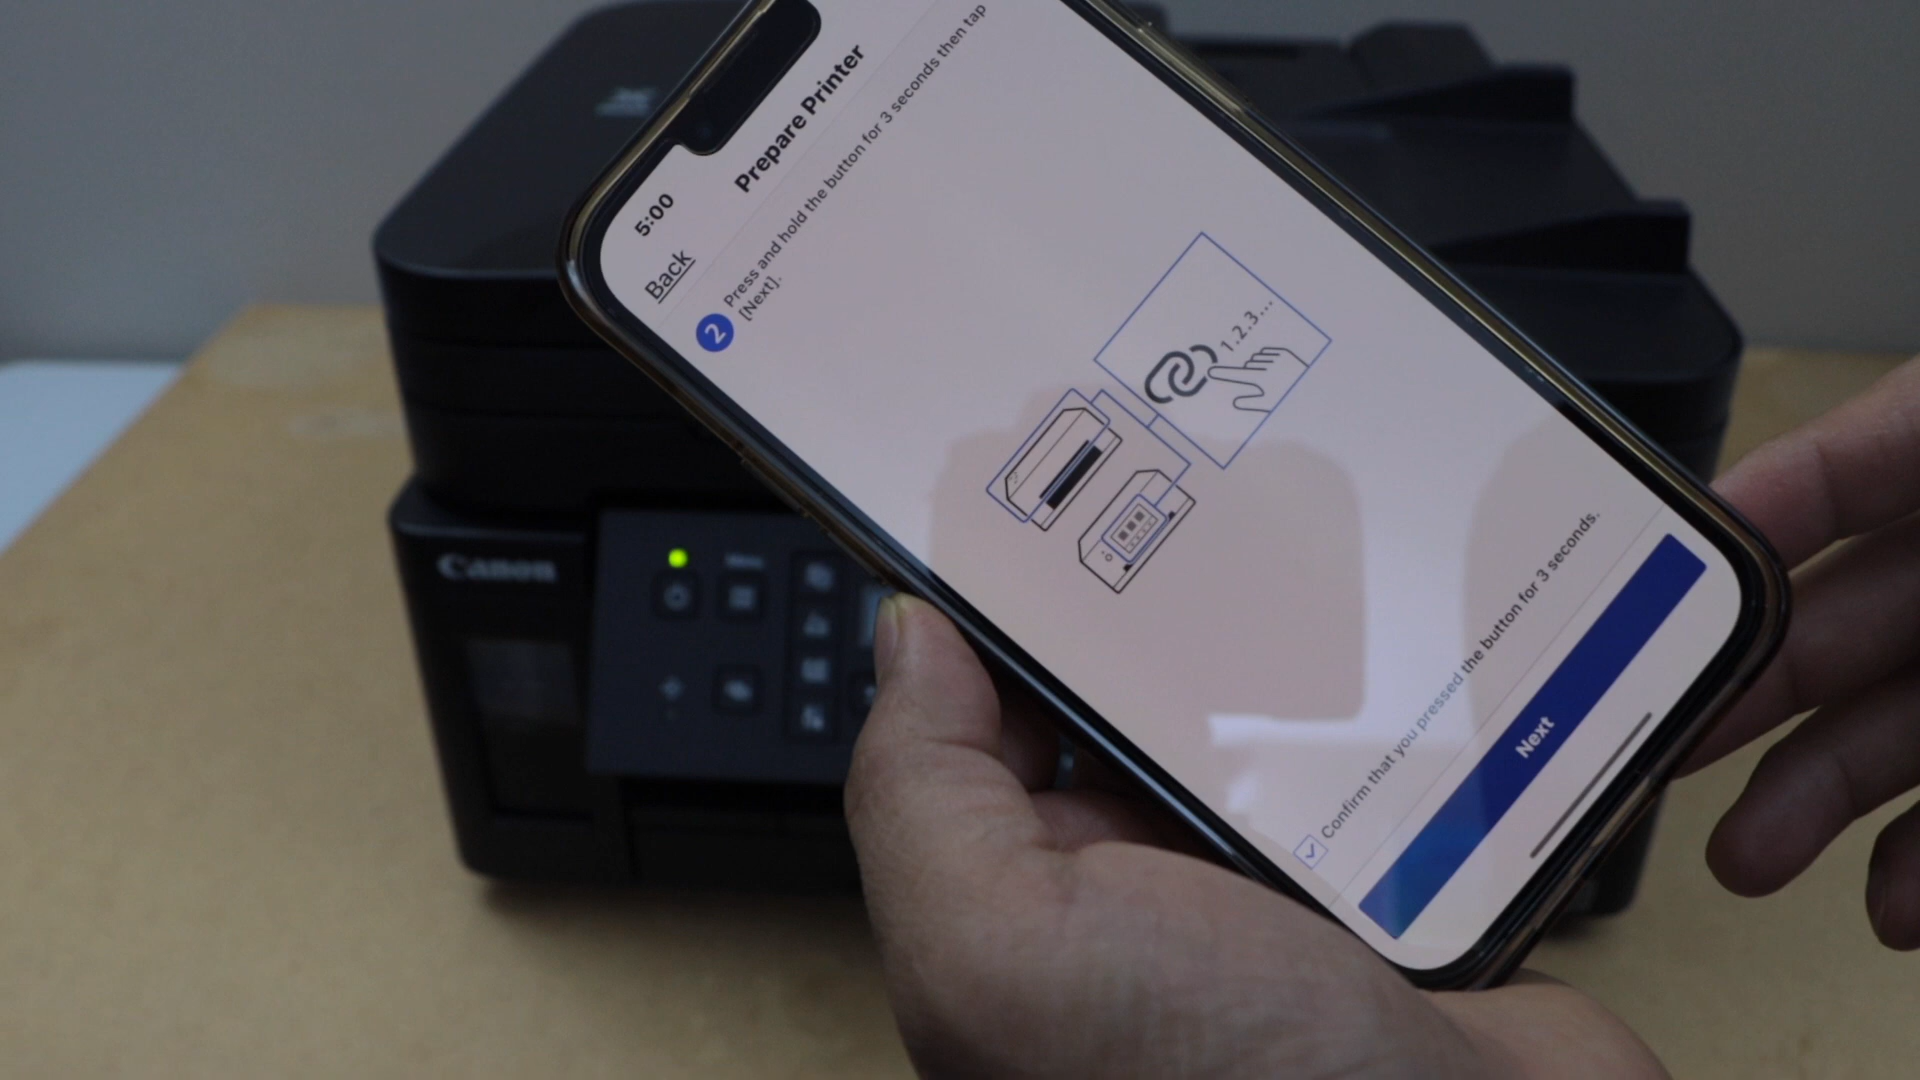 5:00
Back
Prepare Printer
2
Press and hold the button for 3 seconds then tap
[Next].
1.2.3...
Confirm that you pressed the button for 3 seconds.
Next
Canon
Menu